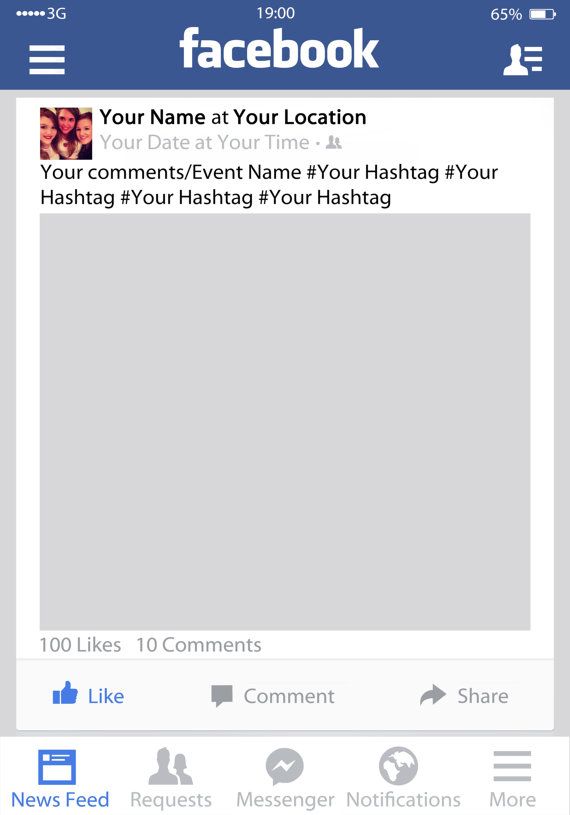 3G 19:00 65%
facebook
Your Name at Your Location
Your Date at Your Time
Your comments/Event Name #Your Hashtag #Your
Hashtag #Your Hashtag #Your Hashtag
100 Likes 10 Comments
Like Comment Share
News Feed Requests Messenger Notifications More